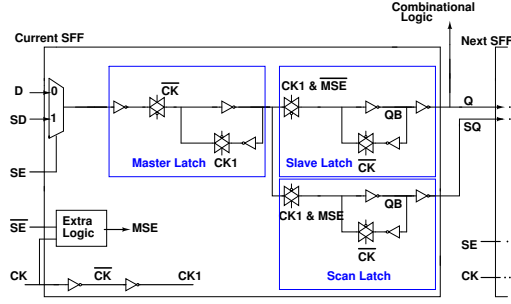 Combinational
Logic
Current SFF
Next SFF
D
0
SD
1
SE
CK
Master Latch
CK1
CK1 & MSE
QB
Slave Latch
CK
Q
SQ
CK1 & MSE
QB
CK
Scan Latch
SE
Extra
Logic
MSE
CK
CK
CK1
SE
CK